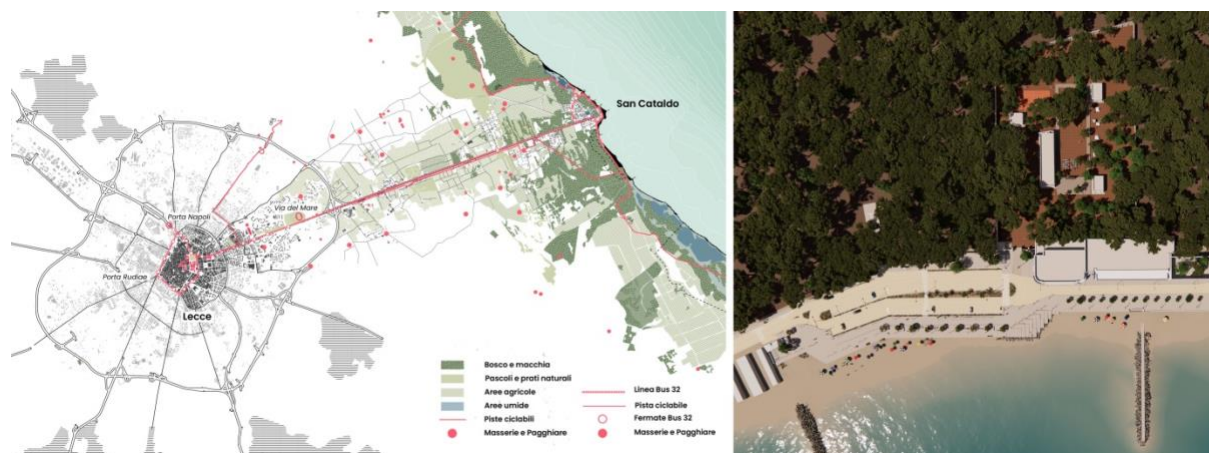 San Cataldo
Via del Mare
Porta Napoli
Porta Rudiae
Lecce
Bosco e macchia
Pascoli e prati naturali
Aree agricole
Aree umide
Piste ciclabili
Masserie e Pagghiare
Linea Bus 32
Pista ciclabile
Fermate Bus 32
Masserie e Pagghiare